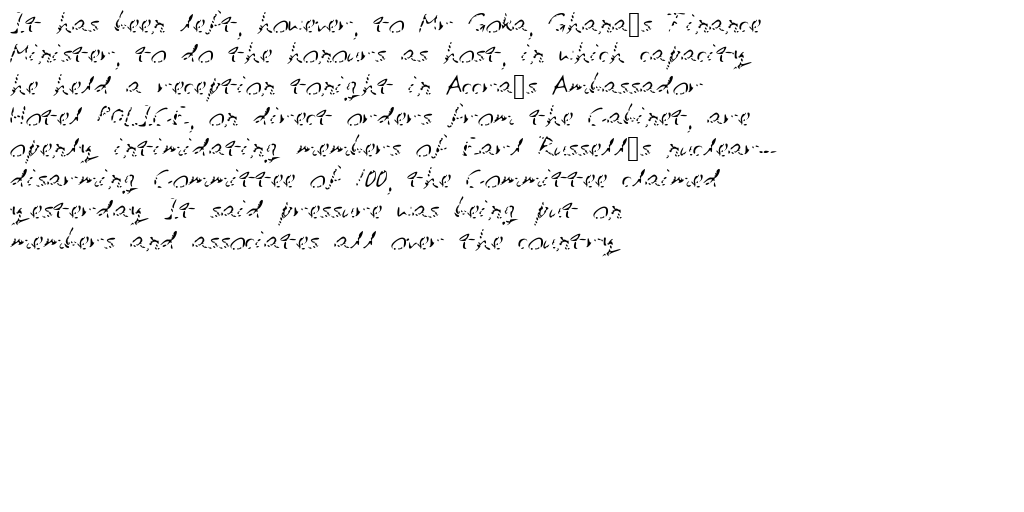 It has been left, however, to Mr Goka, Ghana▯s Finance
Minister, to do the honours as host, in which capacity
he held a reception tonight in Accra▯s Ambassador
Hotel POLICE, on direct orders from the Cabinet, are
openly intimidating members of Earl Russell▯s nuclear--
disarming Committee of 100, the Committee claimed
yesterday It said pressure was being put on
members and associates all over the country